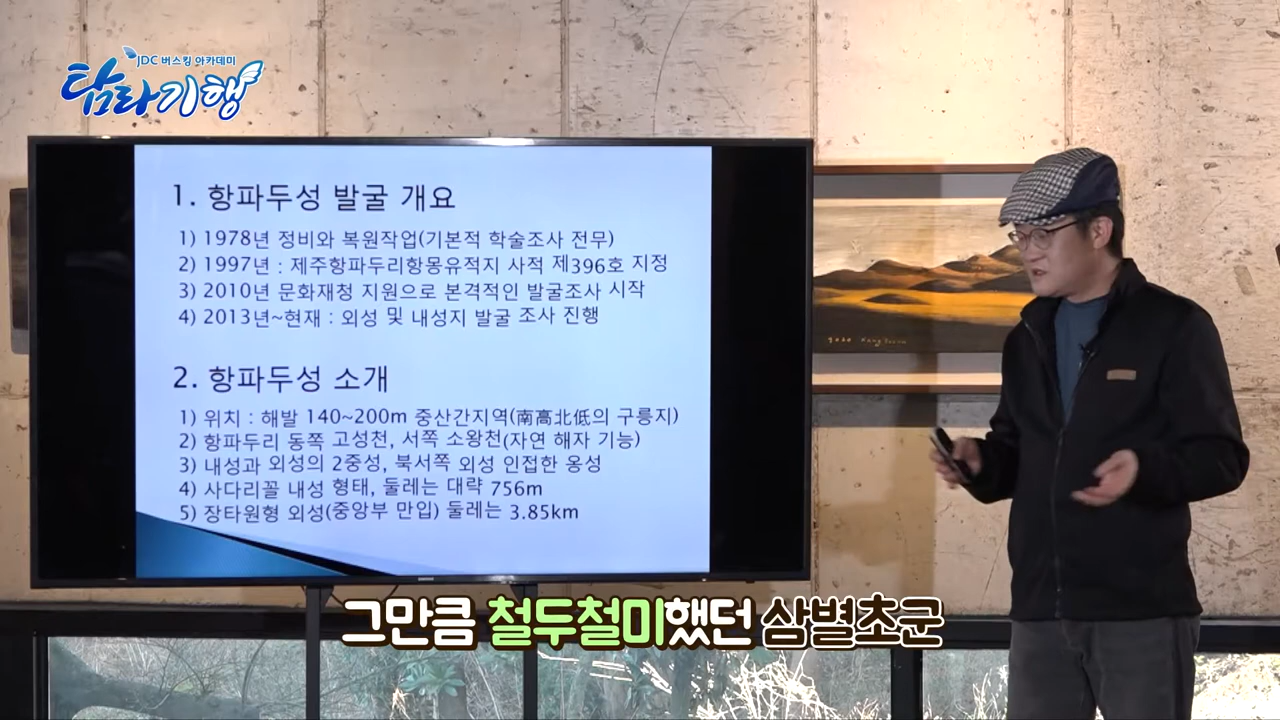 JDC 버스킹 아카데미
탐라기행
1. 항파두성 발굴 개요
1) 1978년 정비와 복원작업(기본적 학술조사 전무)
2) 1997년 : 제주항파두리항몽유적지 사적 제396호 지정
3) 2010년 문화재청 지원으로 본격적인 발굴조사 시작
4) 2013년~현재 : 외성 및 내성지 발굴 조사 진행
2. 항파두성 소개
1) 위치 : 해발 140~200m 중산간지역(南高北低의 구릉지)
2) 항파두리 동쪽 고성천, 서쪽 소왕천(자연 해자 기능)
3) 내성과 외성의 2중성, 북서쪽 외성 인접한 옹성
4) 사다리꼴 내성 형태, 둘레는 대략 756m
5) 장타원형 외성(중앙부 만입) 둘레는 3.85km
SAMSUNG
그만큼 철두철미했던 삼별초군